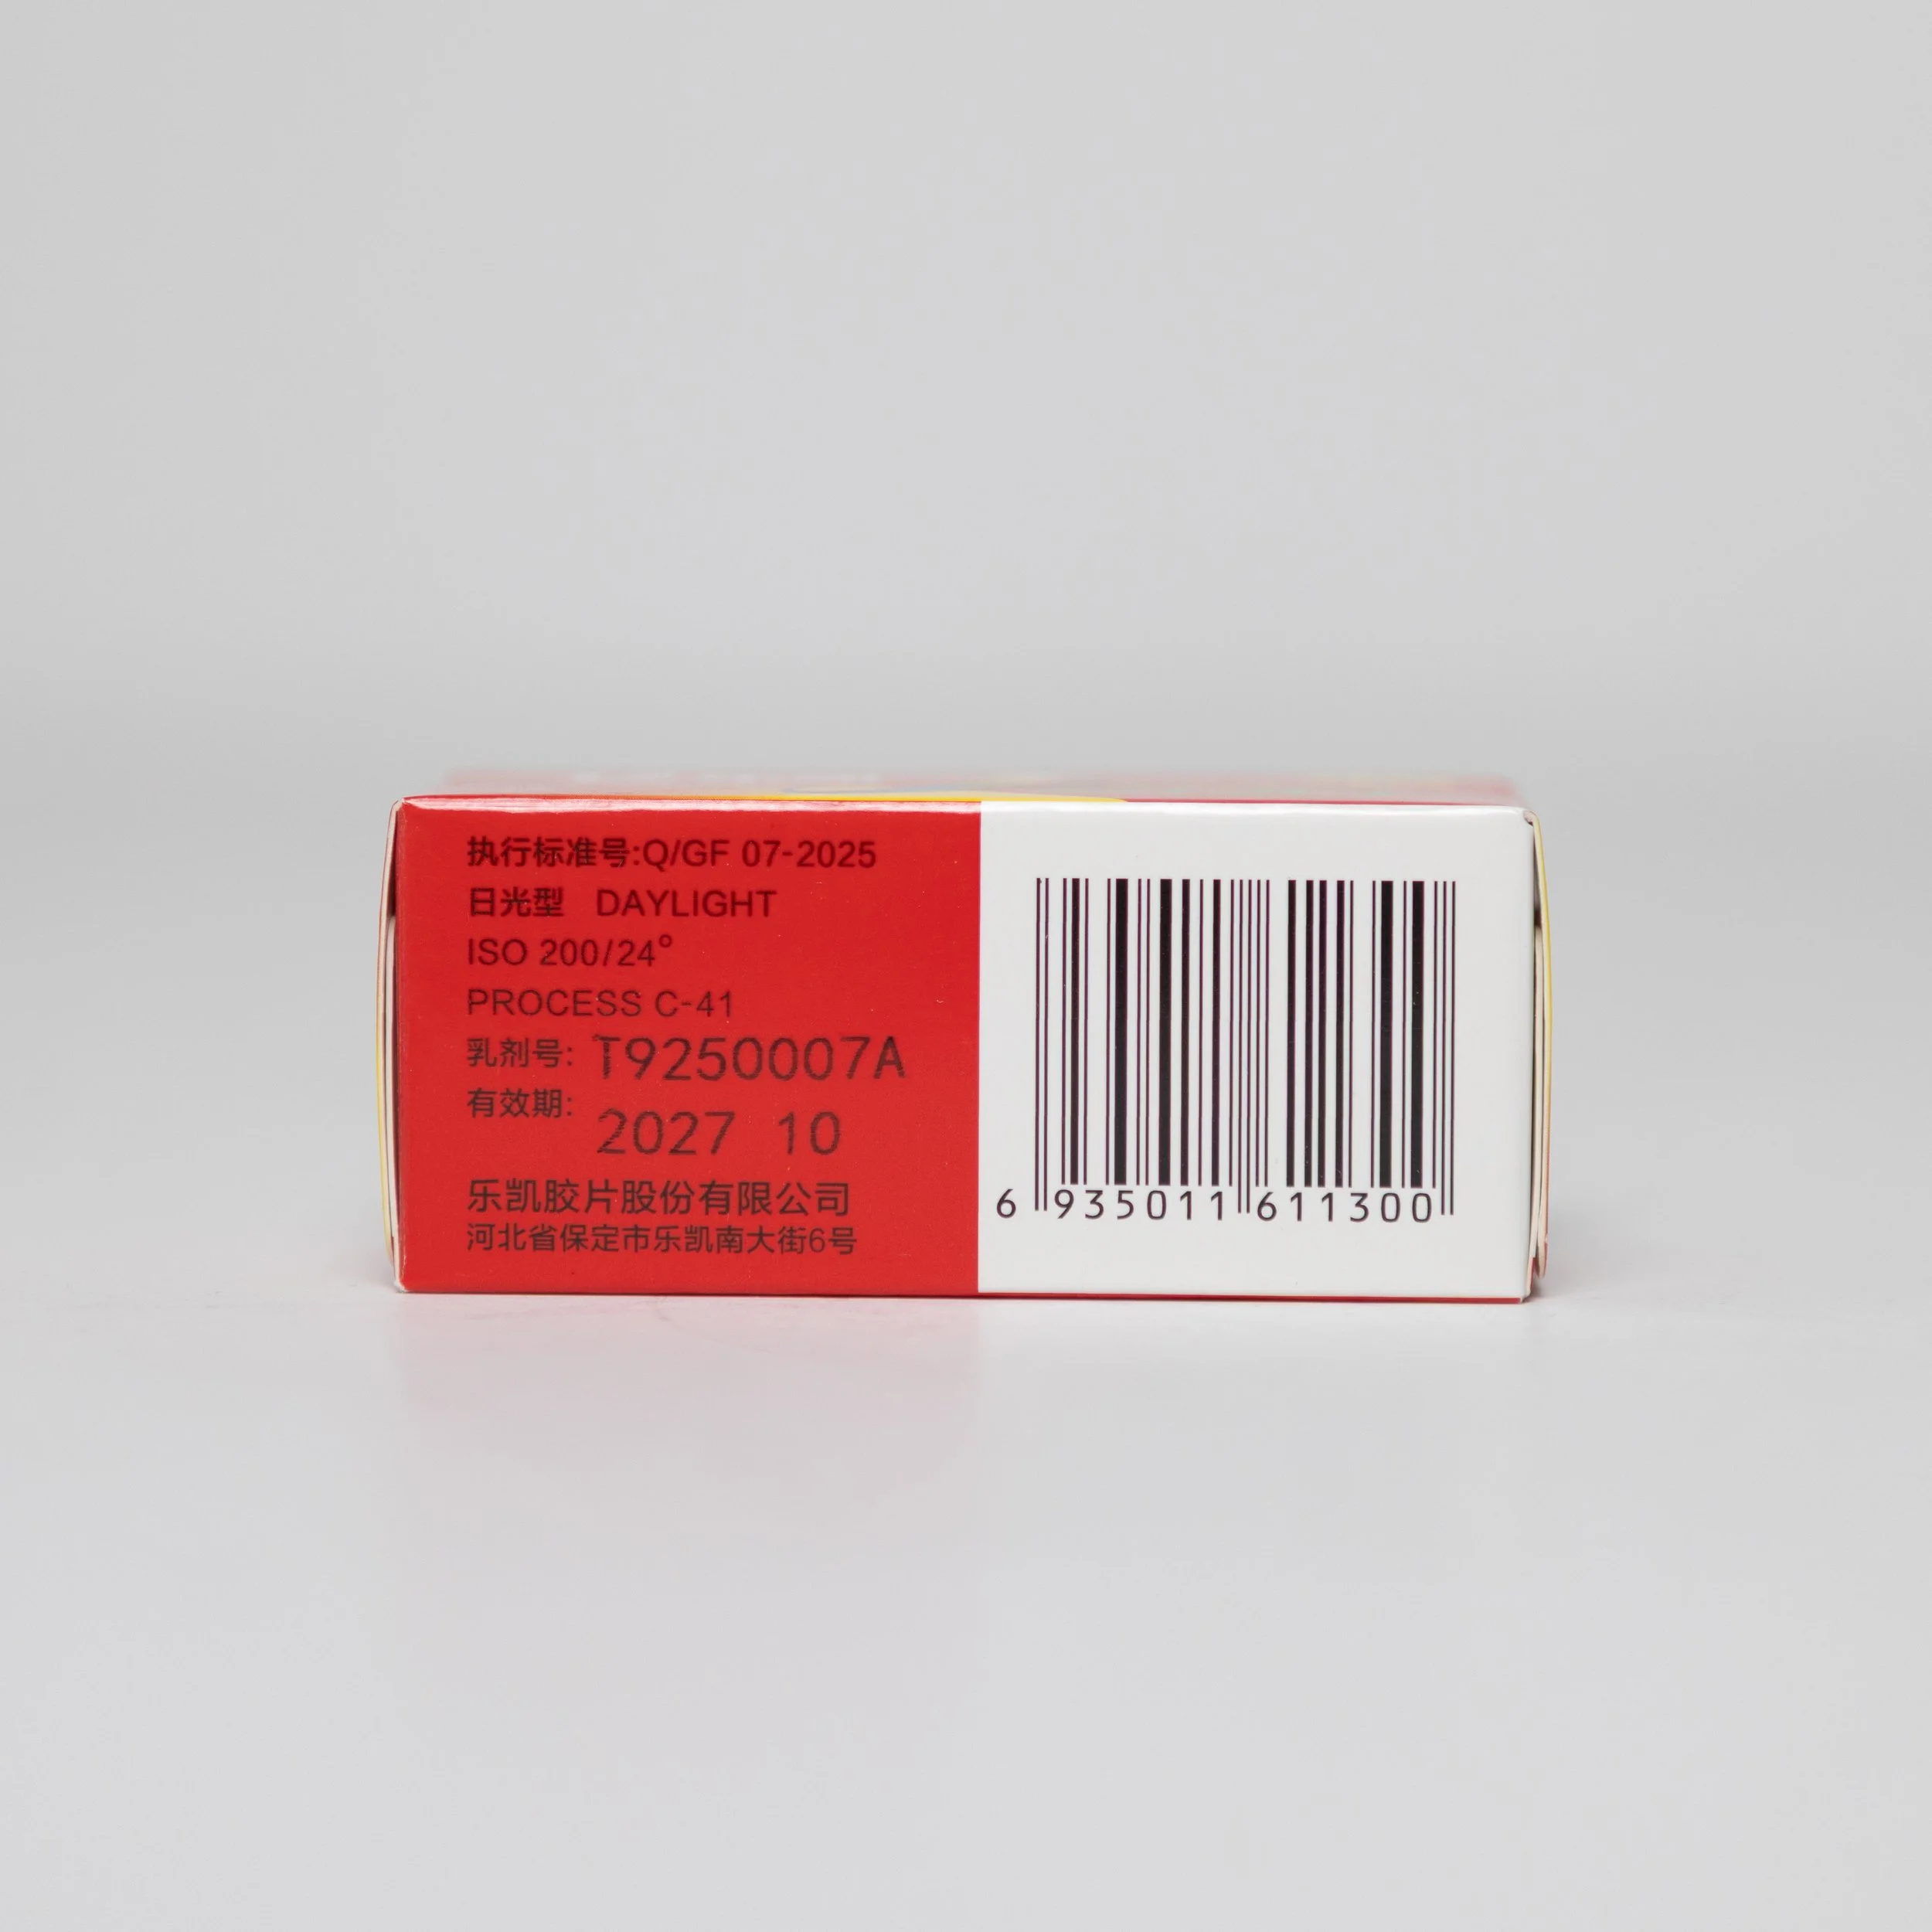 执行标准号:Q/GF 07-2025
日光型 DAYLIGHT
ISO 200/24°
PROCESS C-41
乳剂号: T9250007A
有效期: 2027 10
乐凯胶片股份有限公司
河北省保定市乐凯南大街6号
6 935011 611300